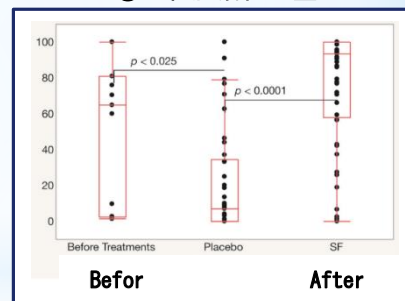 100
80
60
40
20
0
p < 0.025
p < 0.0001
Before Treatments
Placebo
SF
Befor
After